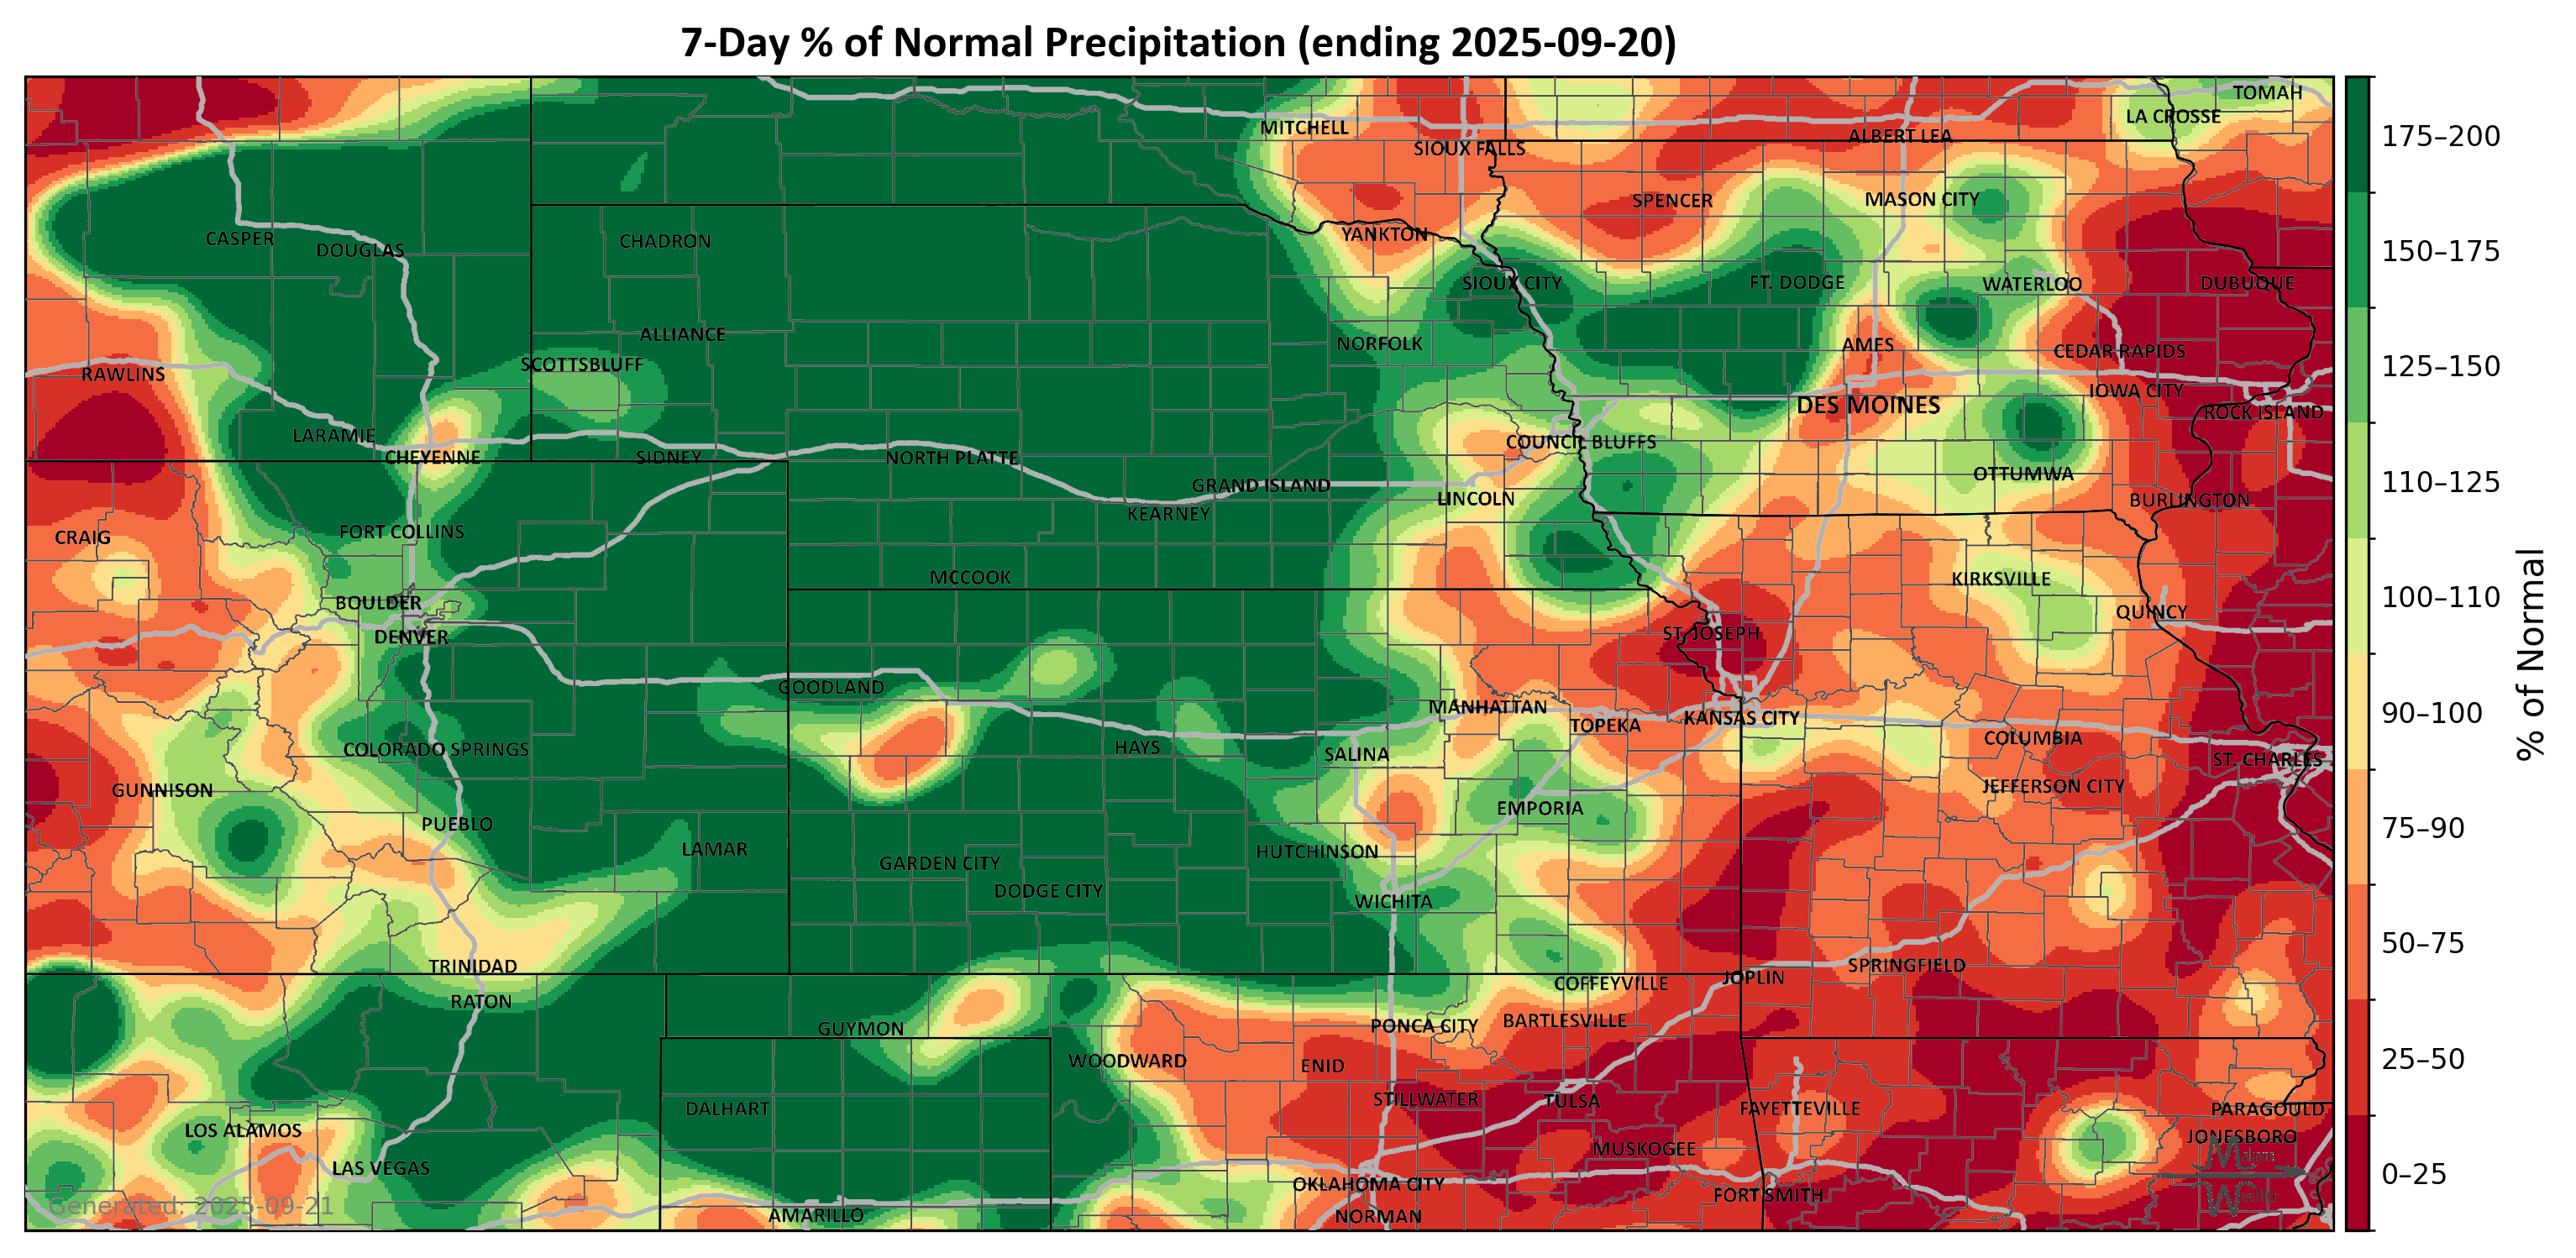 7-Day % of Normal Precipitation (ending 2025-09-20)
TOMAH
LA CROSSE
MITCHELL
ALBERT LEA
SIOUX FALLS
SPENCER
MASON CITY
YANKTON
CASPER
DOUGLAS
CHADRON
SIOUX CITY
FT. DODGE
WATERLOO
DUBUQUE
ALLIANCE
NORFOLK
AMES
CEDAR RAPIDS
SCOTTSBLUFF
RAWLINS
IOWA CITY
DES MOINES
ROCK ISLAND
LARAMIE
COUNCIL BLUFFS
CHEYENNE
SIDNEY
NORTH PLATTE
OTTUMWA
GRAND ISLAND
LINCOLN
BURLINGTON
KEARNEY
FORT COLLINS
CRAIG
MCCOOK
KIRKSVILLE
BOULDER
QUINCY
DENVER
ST. JOSEPH
GOODLAND
MANHATTAN
KANSAS CITY
TOPEKA
COLUMBIA
COLORADO SPRINGS
HAYS
SALINA
ST. CHARLES
GUNNISON
JEFFERSON CITY
EMPORIA
PUEBLO
LAMAR
HUTCHINSON
GARDEN CITY
DODGE CITY
WICHITA
TRINIDAD
SPRINGFIELD
JOPLIN
COFFEYVILLE
RATON
BARTLESVILLE
PONCA CITY
GUYMON
WOODWARD
ENID
STILLWATER
TULSA
DALHART
FAYETTEVILLE
PARAGOULD
LOS ALAMOS
JONESBORO
MUSKOGEE
LAS VEGAS
OKLAHOMA CITY
FORT SMITH
AMARILLO
NORMAN
Generated: 2025-09-21
175–200
150–175
125–150
110–125
100–110
90–100
75–90
50–75
25–50
0–25
% of Normal